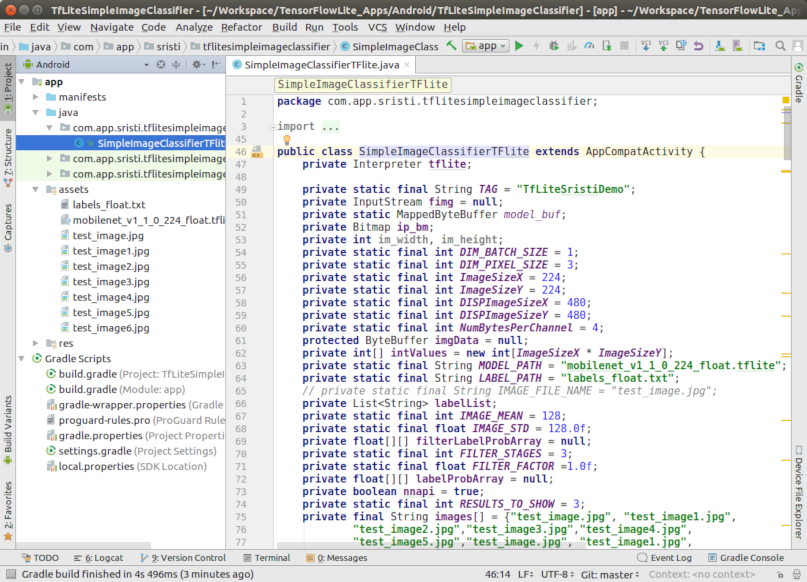 TfLiteSimpleImageClassifier - [~/Workspace/TensorFlowLite_Apps/Android/TfLiteSimpleImageClassifier] - [app] - ~/Workspace/TensorFlowLite_App
File Edit View Navigate Code Analyze Refactor Build Run Tools VCS Window Help
in java com app sristi tflitesimpleimageclassifier SimpleImageClass app
Android
SimpleImageClassifierTFlite.java
1: Project
7: Structure
Captures
Build Variants
2: Favorites
app
manifests
java
com.app.sristi.tflitesimpleimage
SimpleImageClassifierTFlit
com.app.sristi.tflitesimpleimage
com.app.sristi.tflitesimpleimage
assets
labels_float.txt
mobilenet_v1_1_0_224_float.tfli
test_image.jpg
test_image1.jpg
test_image2.jpg
test_image3.jpg
test_image4.jpg
test_image5.jpg
test_image6.jpg
res
Gradle Scripts
build.gradle (Project: TfLiteSimpleI
build.gradle (Module: app)
gradle-wrapper.properties (Gradle
proguard-rules.pro (ProGuard Rule
gradle.properties (Project Properti
settings.gradle (Project Settings)
local.properties (SDK Location)
SimpleImageClassifierTFlite
1 package com.app.sristi.tflitesimpleimageclassifier;
2
3 import ...
45
46 public class SimpleImageClassifierTFlite extends AppCompatActivity {
47 private Interpreter tflite;
48
49 private static final String TAG = "TfLiteSristiDemo";
50 private InputStream fimg = null;
51 private static MappedByteBuffer model_buf;
52 private Bitmap ip_bm;
53 private int im_width, im_height;
54 private static final int DIM_BATCH_SIZE = 1;
55 private static final int DIM_PIXEL_SIZE = 3;
56 private static final int ImageSizeX = 224;
57 private static final int ImageSizeY = 224;
58 private static final int DISPImageSizeX = 480;
59 private static final int DISPImageSizeY = 480;
60 private static final int NumBytesPerChannel = 4;
61 protected ByteBuffer imgData = null;
62 private int[] intValues = new int[ImageSizeX * ImageSizeY];
63 private static final String MODEL_PATH = "mobilenet_v1_1_0_224_float.tflite";
64 private static final String LABEL_PATH = "labels_float.txt";
65 // private static final String IMAGE_FILE_NAME = "test_image.jpg";
66 private List<String> labelList;
67 private static final int IMAGE_MEAN = 128;
68 private static final float IMAGE_STD = 128.0f;
69 private float[][] filterLabelProbArray = null;
70 private static final int FILTER_STAGES = 3;
71 private static final float FILTER_FACTOR =1.0f;
72 private float[][] labelProbArray = null;
73 private boolean nnapi = true;
74 private static final int RESULTS_TO_SHOW = 3;
75 private final String images[] = {"test_image.jpg", "test_image1.jpg",
76 "test_image2.jpg","test_image3.jpg","test_image4.jpg",
77 "test_image5.jpg","test_image.jpg", "test_image1.jpg",
Gradle
Device File Explorer
TODO 6: Logcat 9: Version Control Terminal 0: Messages Event Log Gradle Console
Gradle build finished in 4s 496ms (3 minutes ago) 46:14 LF÷ UTF-8÷ Git: master÷ Context: <no context>